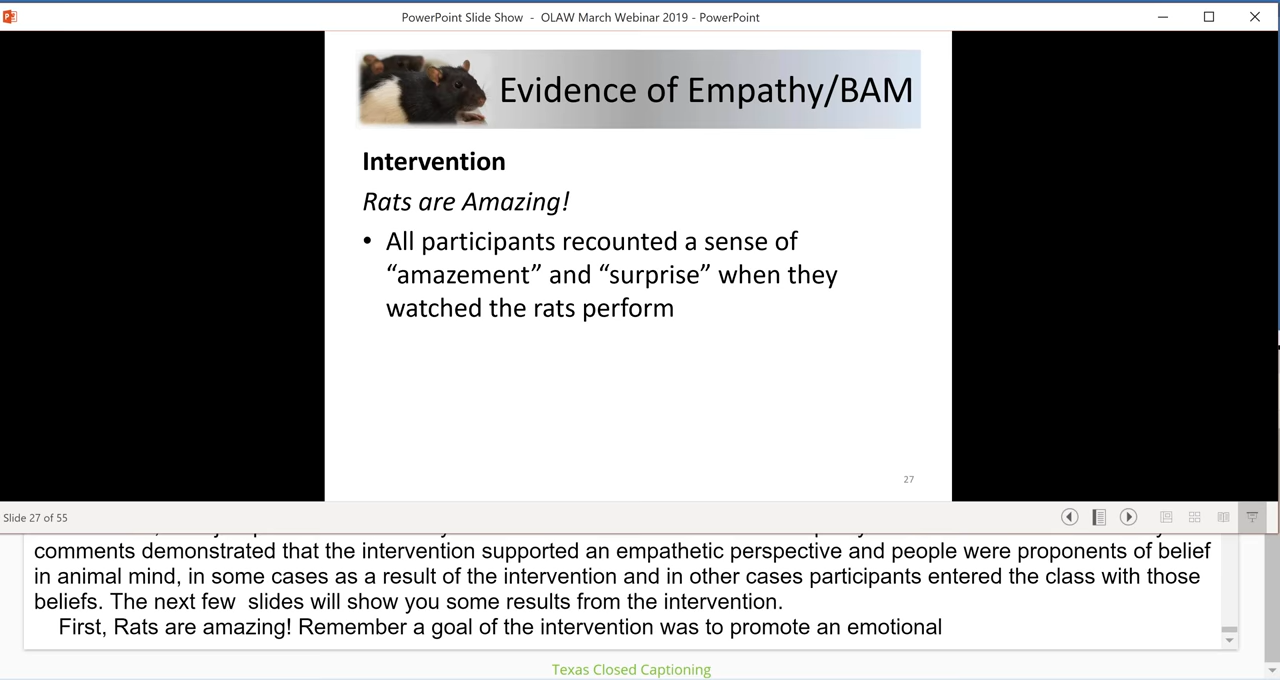 PowerPoint Slide Show - OLAW March Webinar 2019 - PowerPoint
Evidence of Empathy/BAM
Intervention
Rats are Amazing!
• All participants recounted a sense of
“amazement” and “surprise” when they
watched the rats perform
27
Slide 27 of 55
comments demonstrated that the intervention supported an empathetic perspective and people were proponents of belief
in animal mind, in some cases as a result of the intervention and in other cases participants entered the class with those
beliefs. The next few slides will show you some results from the intervention.
First, Rats are amazing! Remember a goal of the intervention was to promote an emotional
Texas Closed Captioning